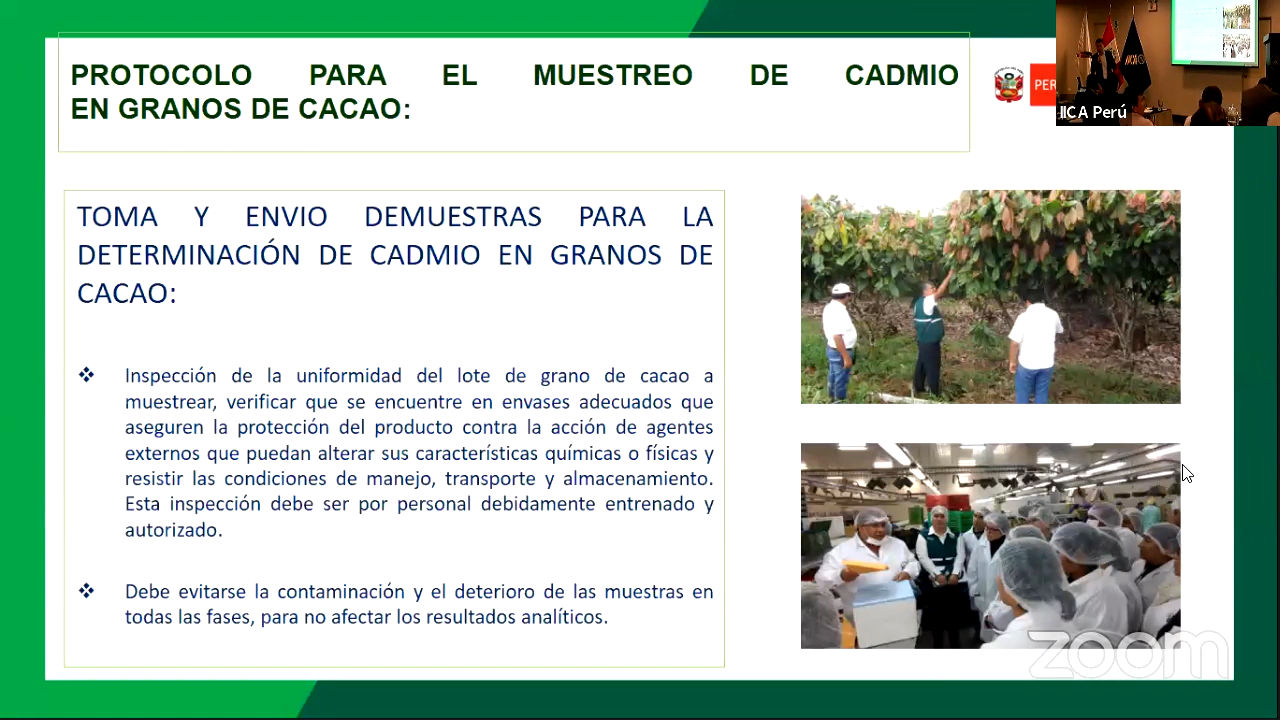 PROTOCOLO PARA EL MUESTREO DE CADMIO
EN GRANOS DE CACAO:
PER
IICA Perú
TOMA Y ENVIO DEMUESTRAS PARA LA
DETERMINACIÓN DE CADMIO EN GRANOS DE
CACAO:
❖ Inspección de la uniformidad del lote de grano de cacao a
muestrear, verificar que se encuentre en envases adecuados que
aseguren la protección del producto contra la acción de agentes
externos que puedan alterar sus características químicas o físicas y
resistir las condiciones de manejo, transporte y almacenamiento.
Esta inspección debe ser por personal debidamente entrenado y
autorizado.
❖ Debe evitarse la contaminación y el deterioro de las muestras en
todas las fases, para no afectar los resultados analíticos.
zoom